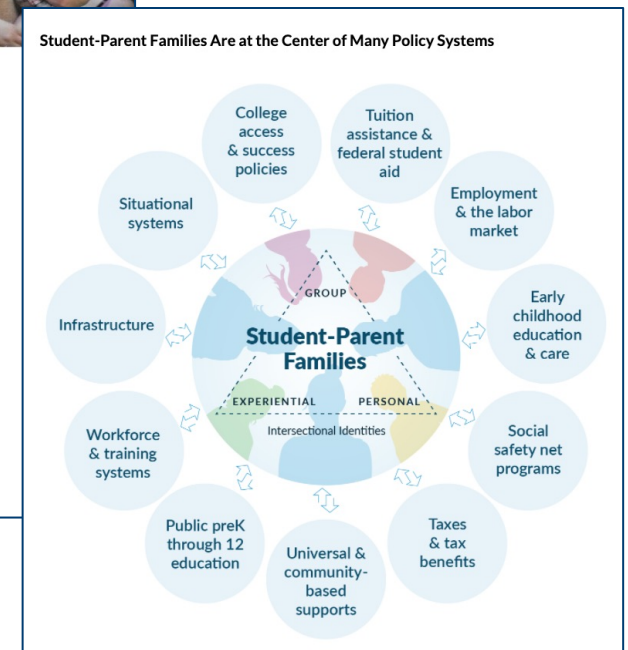 Student-Parent Families Are at the Center of Many Policy Systems
College
access
& success
policies
Tuition
assistance &
federal student
aid
Employment
& the labor
market
Early
childhood
education
& care
Social
safety net
programs
Taxes
& tax
benefits
Universal &
community-
based
supports
Public preK
through 12
education
Workforce
& training
systems
Infrastructure
Situational
systems
GROUP
Student-Parent
Families
EXPERIENTIAL
PERSONAL
Intersectional Identities